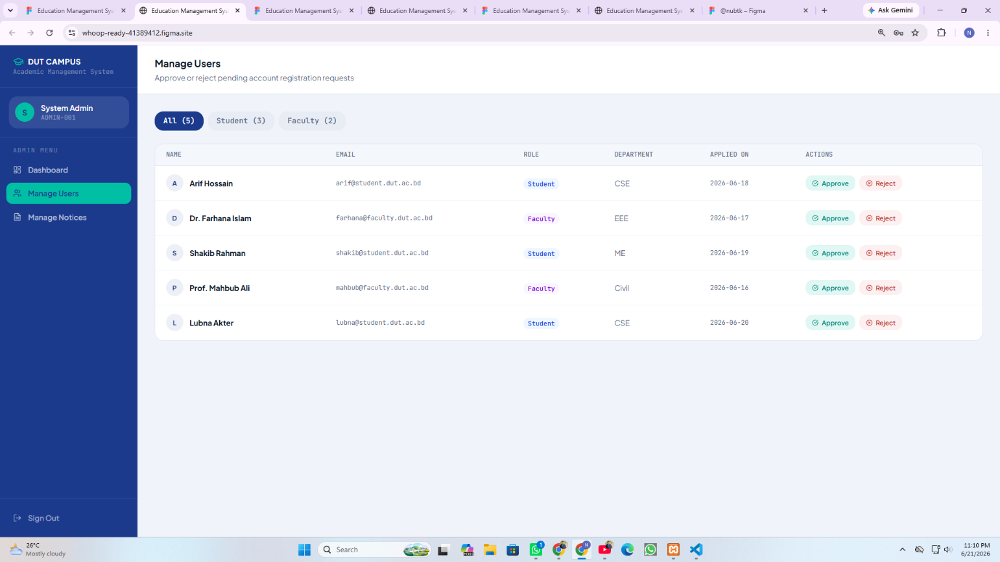 Education Management Sys
Education Management Sys
Education Management Sys
Education Management Sys
Education Management Sys
Education Management Sys
@nubtk – Figma
Ask Gemini
whoop-ready-41389412.figma.site
N
DUT CAMPUS
Academic Management System
S
System Admin
ADMIN-001
ADMIN MENU
Dashboard
Manage Users
Manage Notices
Sign Out
Manage Users
Approve or reject pending account registration requests
All (5) Student (3) Faculty (2)
NAME EMAIL ROLE DEPARTMENT APPLIED ON ACTIONS
A Arif Hossain arif@student.dut.ac.bd Student CSE 2026-06-18 Approve Reject
D Dr. Farhana Islam farhana@faculty.dut.ac.bd Faculty EEE 2026-06-17 Approve Reject
S Shakib Rahman shakib@student.dut.ac.bd Student ME 2026-06-19 Approve Reject
P Prof. Mahbub Ali mahbub@faculty.dut.ac.bd Faculty Civil 2026-06-16 Approve Reject
L Lubna Akter lubna@student.dut.ac.bd Student CSE 2026-06-20 Approve Reject
26°C
Mostly cloudy
Search
M365
1
N
11:10 PM
6/21/2026